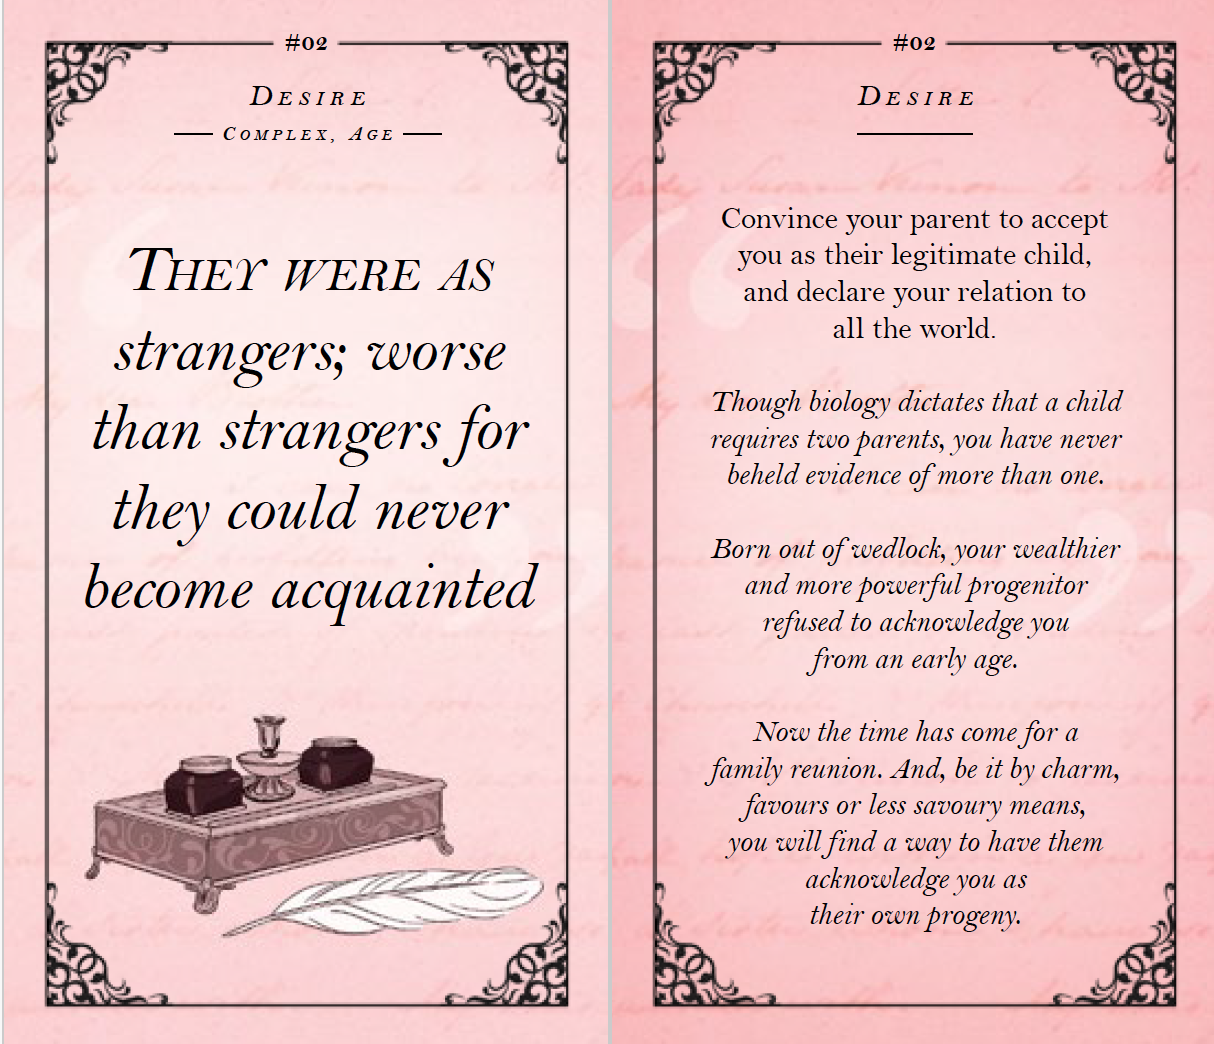 #02
DESIRE
COMPLEX, AGE
THEY WERE AS
strangers; worse
than strangers for
they could never
become acquainted
#02
DESIRE
Convince your parent to accept
you as their legitimate child,
and declare your relation to
all the world.
Though biology dictates that a child
requires two parents, you have never
beheld evidence of more than one.
Born out of wedlock, your wealthier
and more powerful progenitor
refused to acknowledge you
from an early age.
Now the time has come for a
family reunion. And, be it by charm,
favours or less savoury means,
you will find a way to have them
acknowledge you as
their own progeny.